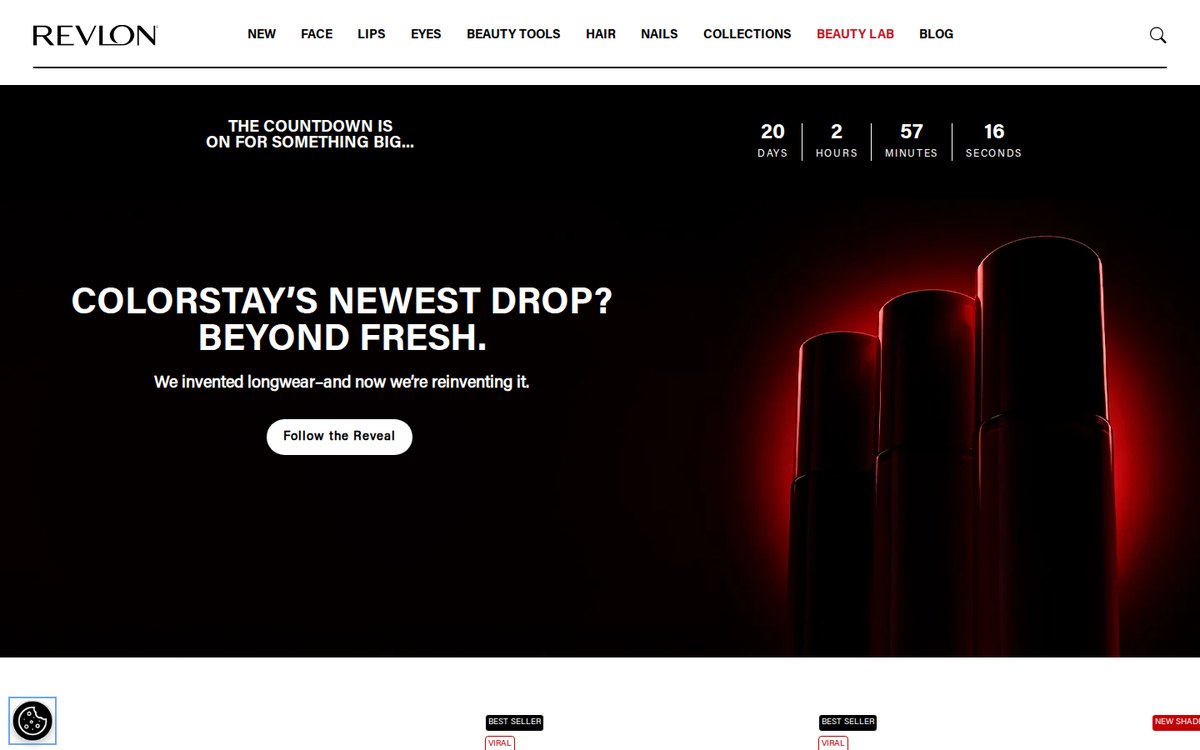 REVLON
NEW FACE LIPS EYES BEAUTY TOOLS HAIR NAILS COLLECTIONS BEAUTY LAB BLOG
THE COUNTDOWN IS
ON FOR SOMETHING BIG...
20 2 57 16
DAYS HOURS MINUTES SECONDS
COLORSTAY’S NEWEST DROP?
BEYOND FRESH.
We invented longwear–and now we’re reinventing it.
Follow the Reveal
BEST SELLER BEST SELLER NEW SHAD
VIRAL VIRAL